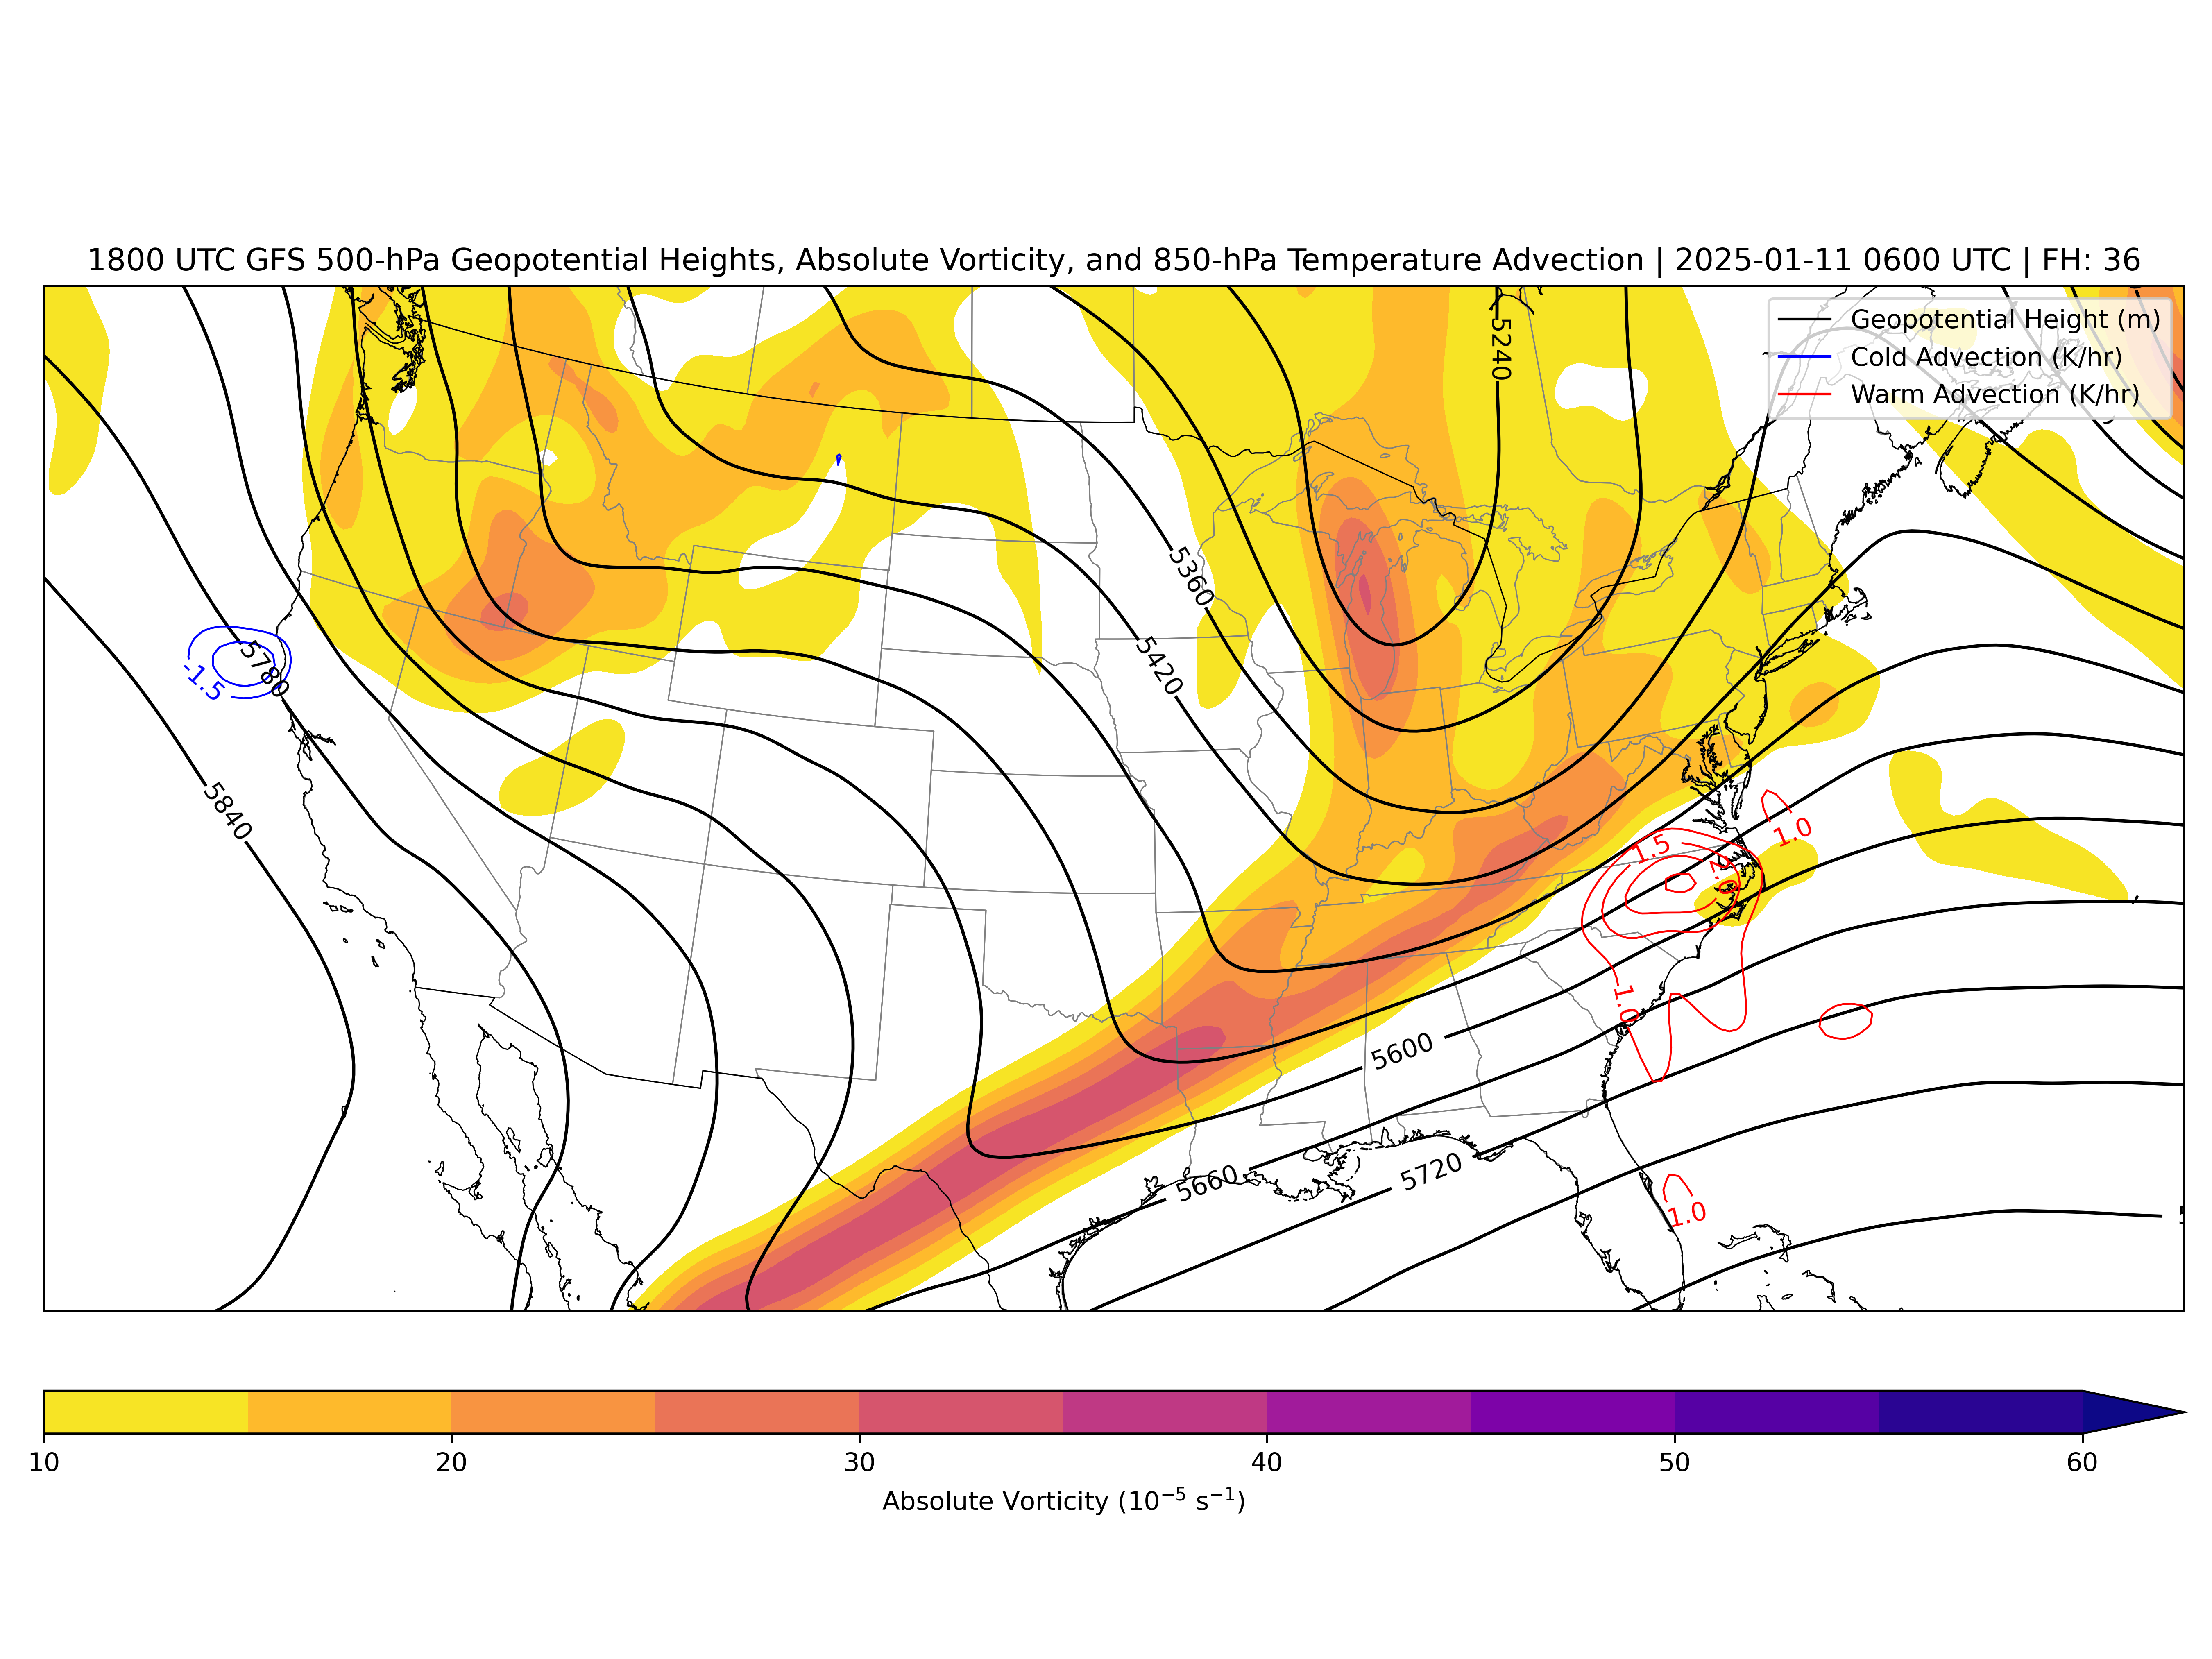 1800 UTC GFS 500-hPa Geopotential Heights, Absolute Vorticity, and 850-hPa Temperature Advection | 2025-01-11 0600 UTC | FH: 36
Geopotential Height (m)
Cold Advection (K/hr)
Warm Advection (K/hr)
5240
5360
5420
5780
-1.5
5840
1.0
1.5
2.0
1.0
5600
5660
5720
1.0
10 20 30 40 50 60
Absolute Vorticity (10⁻⁵ s⁻¹)